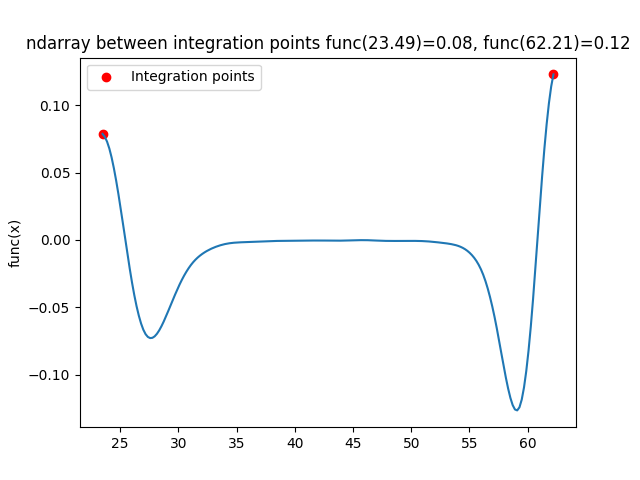 ndarray between integration points func(23.49)=0.08, func(62.21)=0.12
Integration points
func(x)
0.10
0.05
0.00
−0.05
−0.10
25 30 35 40 45 50 55 60